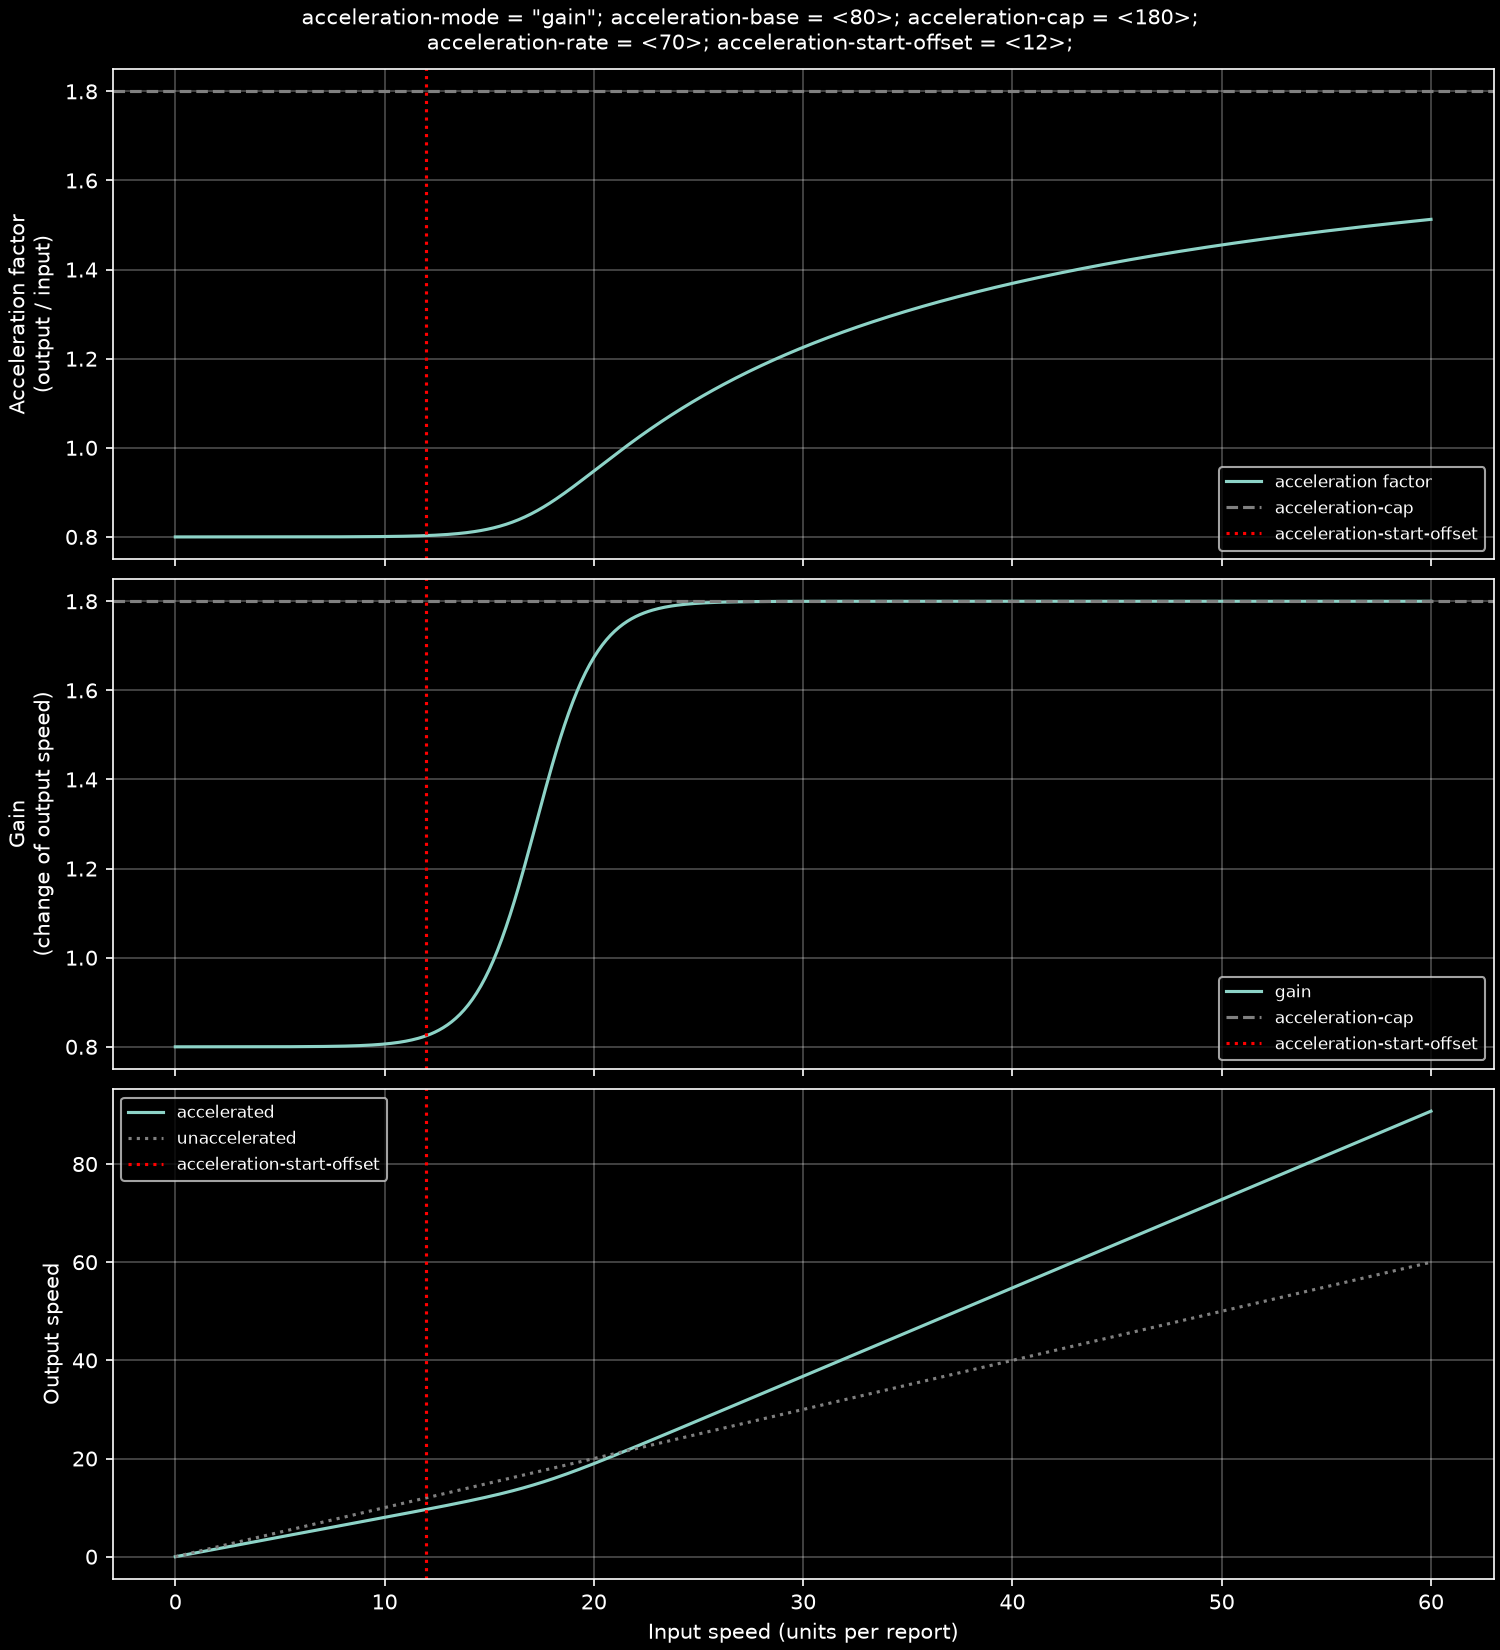 acceleration-mode = "gain"; acceleration-base = <80>; acceleration-cap = <180>;
acceleration-rate = <70>; acceleration-start-offset = <12>;
1.8
1.6
1.4
1.2
1.0
0.8
Acceleration factor
(output / input)
acceleration factor
acceleration-cap
acceleration-start-offset
1.8
1.6
1.4
1.2
1.0
0.8
Gain
(change of output speed)
gain
acceleration-cap
acceleration-start-offset
accelerated
unaccelerated
acceleration-start-offset
80
60
40
20
0
Output speed
0 10 20 30 40 50 60
Input speed (units per report)